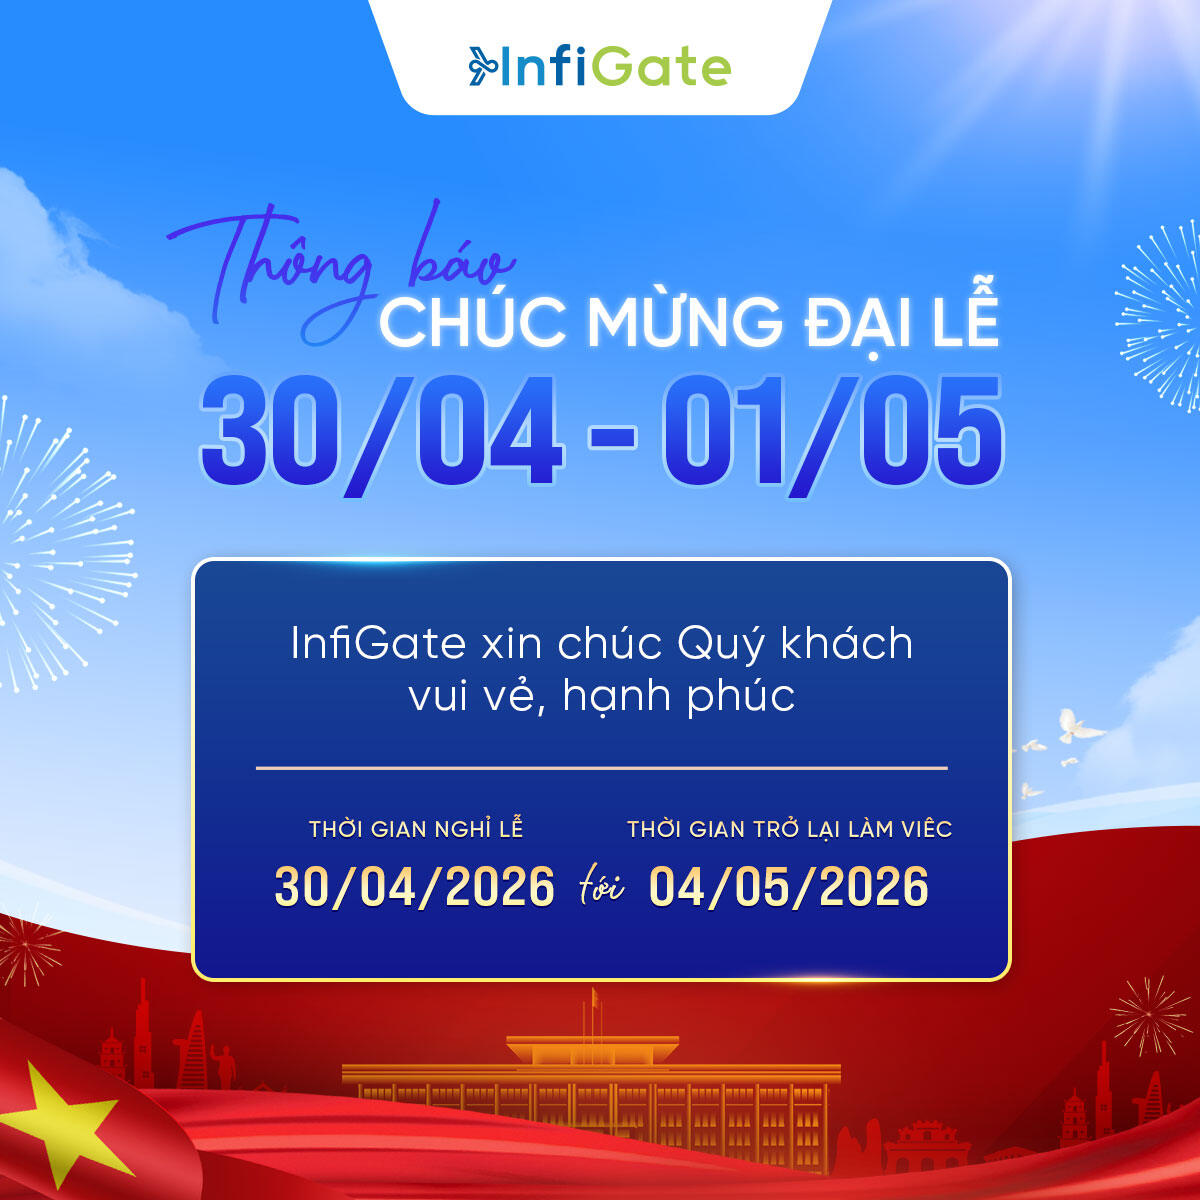 InfiGate
Thông báo
CHÚC MỪNG ĐẠI LỄ
30/04 - 01/05
InfiGate xin chúc Quý khách
vui vẻ, hạnh phúc
THỜI GIAN NGHỈ LỄ
30/04/2026
tới
THỜI GIAN TRỞ LẠI LÀM VIÊC
04/05/2026